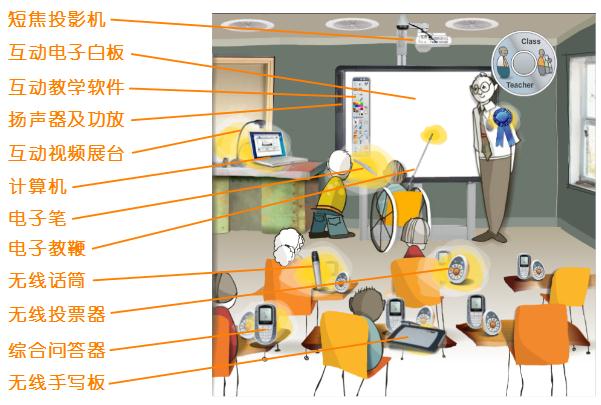 短焦投影机
互动电子白板
互动教学软件
扬声器及功放
互动视频展台
计算机
电子笔
电子教鞭
无线话筒
无线投票器
综合问答器
无线手写板
Class
Teacher